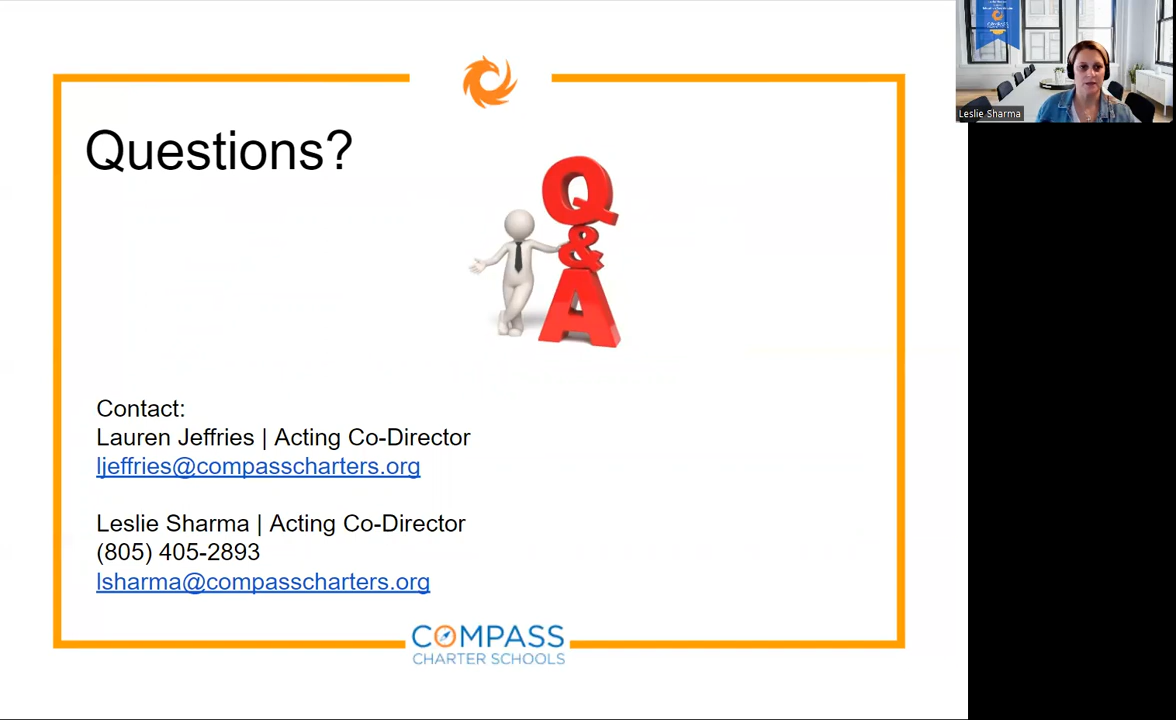 Questions?
Q
&
A
Contact:
Lauren Jeffries | Acting Co-Director
ljeffries@compasscharters.org
Leslie Sharma | Acting Co-Director
(805) 405-2893
lsharma@compasscharters.org
COMPASS
CHARTER SCHOOLS
Leslie Sharma